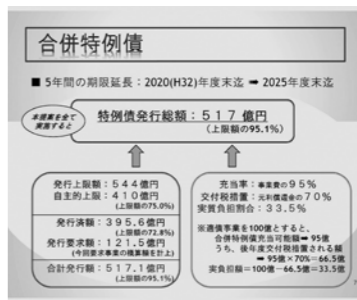 合併特例債
■ 5年間の期限延長：2020(H32)年度末迄 ➡ 2025年度末迄
本提案を全て
実施すると
特例債発行総額：５１７ 億円
(上限額の95.1%)
発行上限額：５４４億円
自主的上限：４１０億円
(上限額の75.0%)
発行済額：３９５.６億円
(上限額の72.8%)
発行要求額：１２１.５億円
(今回要求事業の概算額を計上)
合計発行額：５１７.１億円
(上限額の95.1%)
充当率：事業費の９５％
交付税措置：元利償還金の７０％
実質負担割合：３３.５％
※適債事業を100億とすると、
合併特例債充当可能額➡ 95億
うち、後年度交付税措置される額
➡ 95億×70%＝66.5億
実負担額＝100億－66.5億＝33.5億